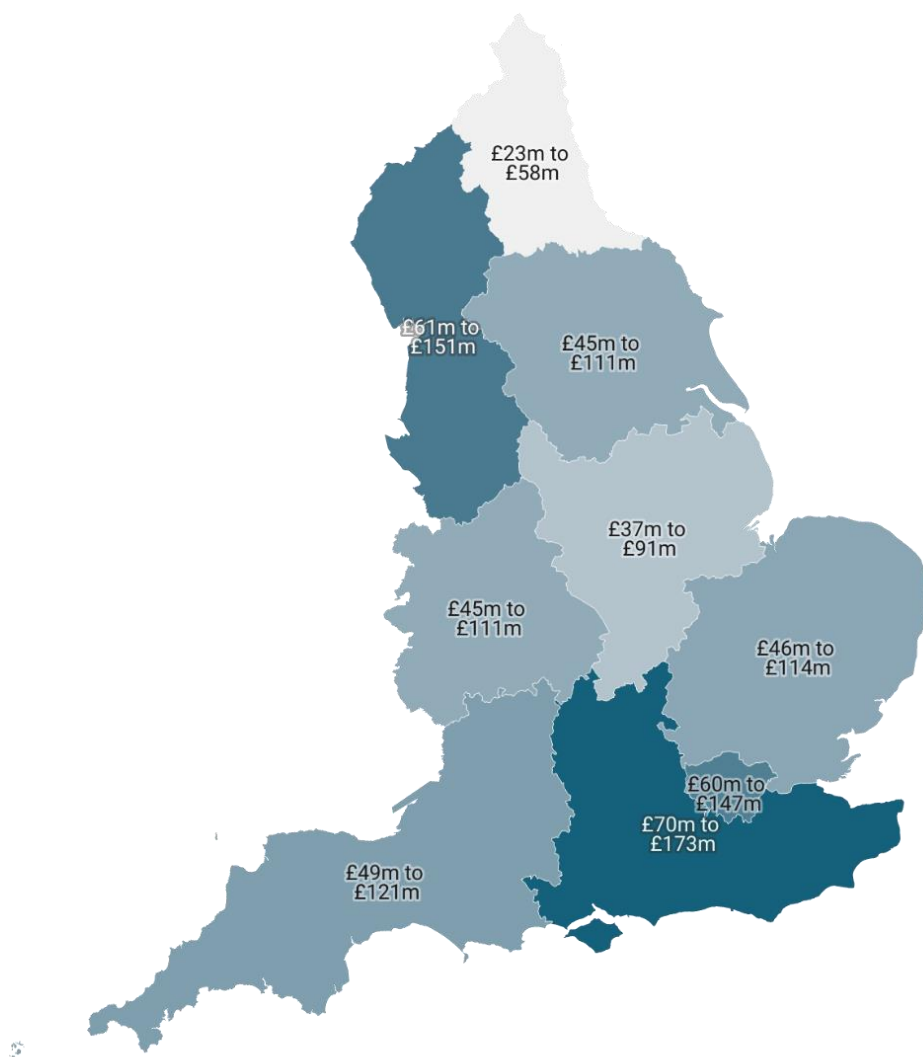 £23m to
£58m
£61m to
£151m
£45m to
£111m
£37m to
£91m
£45m to
£111m
£46m to
£114m
£60m to
£147m
£70m to
£173m
£49m to
£121m